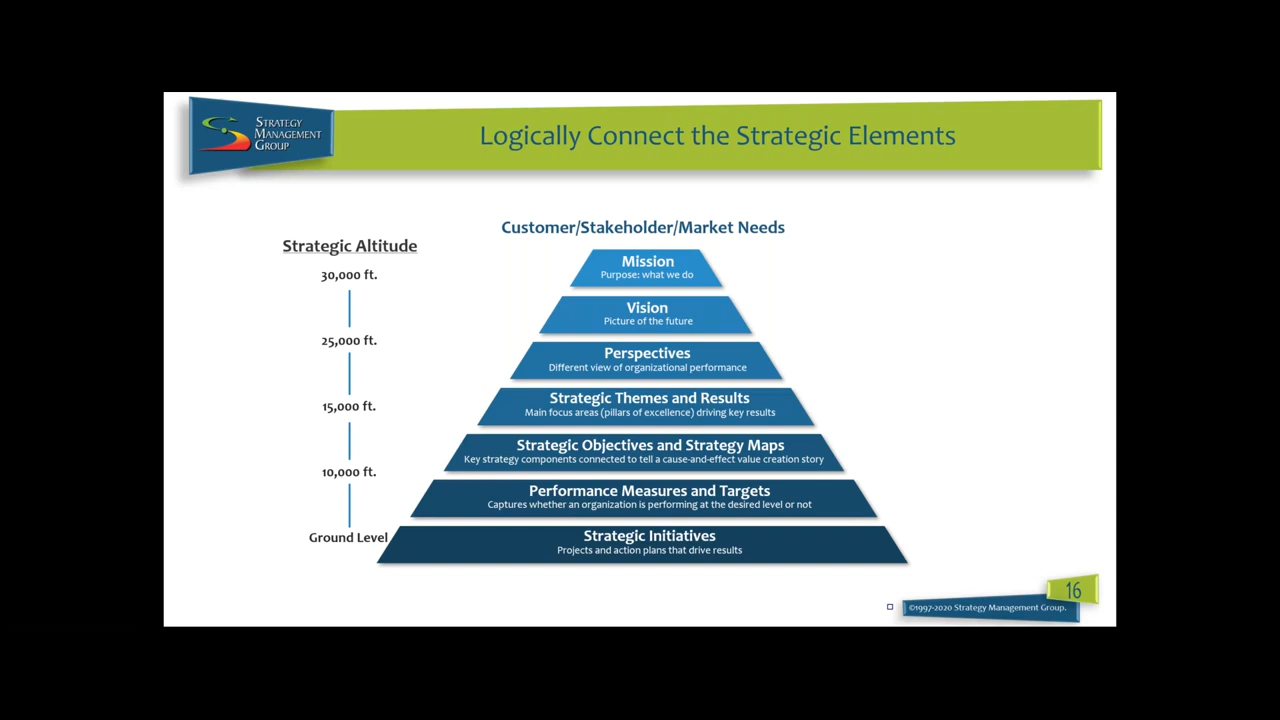 STRATEGY
MANAGEMENT
GROUP
Logically Connect the Strategic Elements
Customer/Stakeholder/Market Needs
Strategic Altitude
30,000 ft.
25,000 ft.
15,000 ft.
10,000 ft.
Ground Level
Mission
Purpose: what we do
Vision
Picture of the future
Perspectives
Different view of organizational performance
Strategic Themes and Results
Main focus areas (pillars of excellence) driving key results
Strategic Objectives and Strategy Maps
Key strategy components connected to tell a cause-and-effect value creation story
Performance Measures and Targets
Captures whether an organization is performing at the desired level or not
Strategic Initiatives
Projects and action plans that drive results
16
©1997-2020 Strategy Management Group.